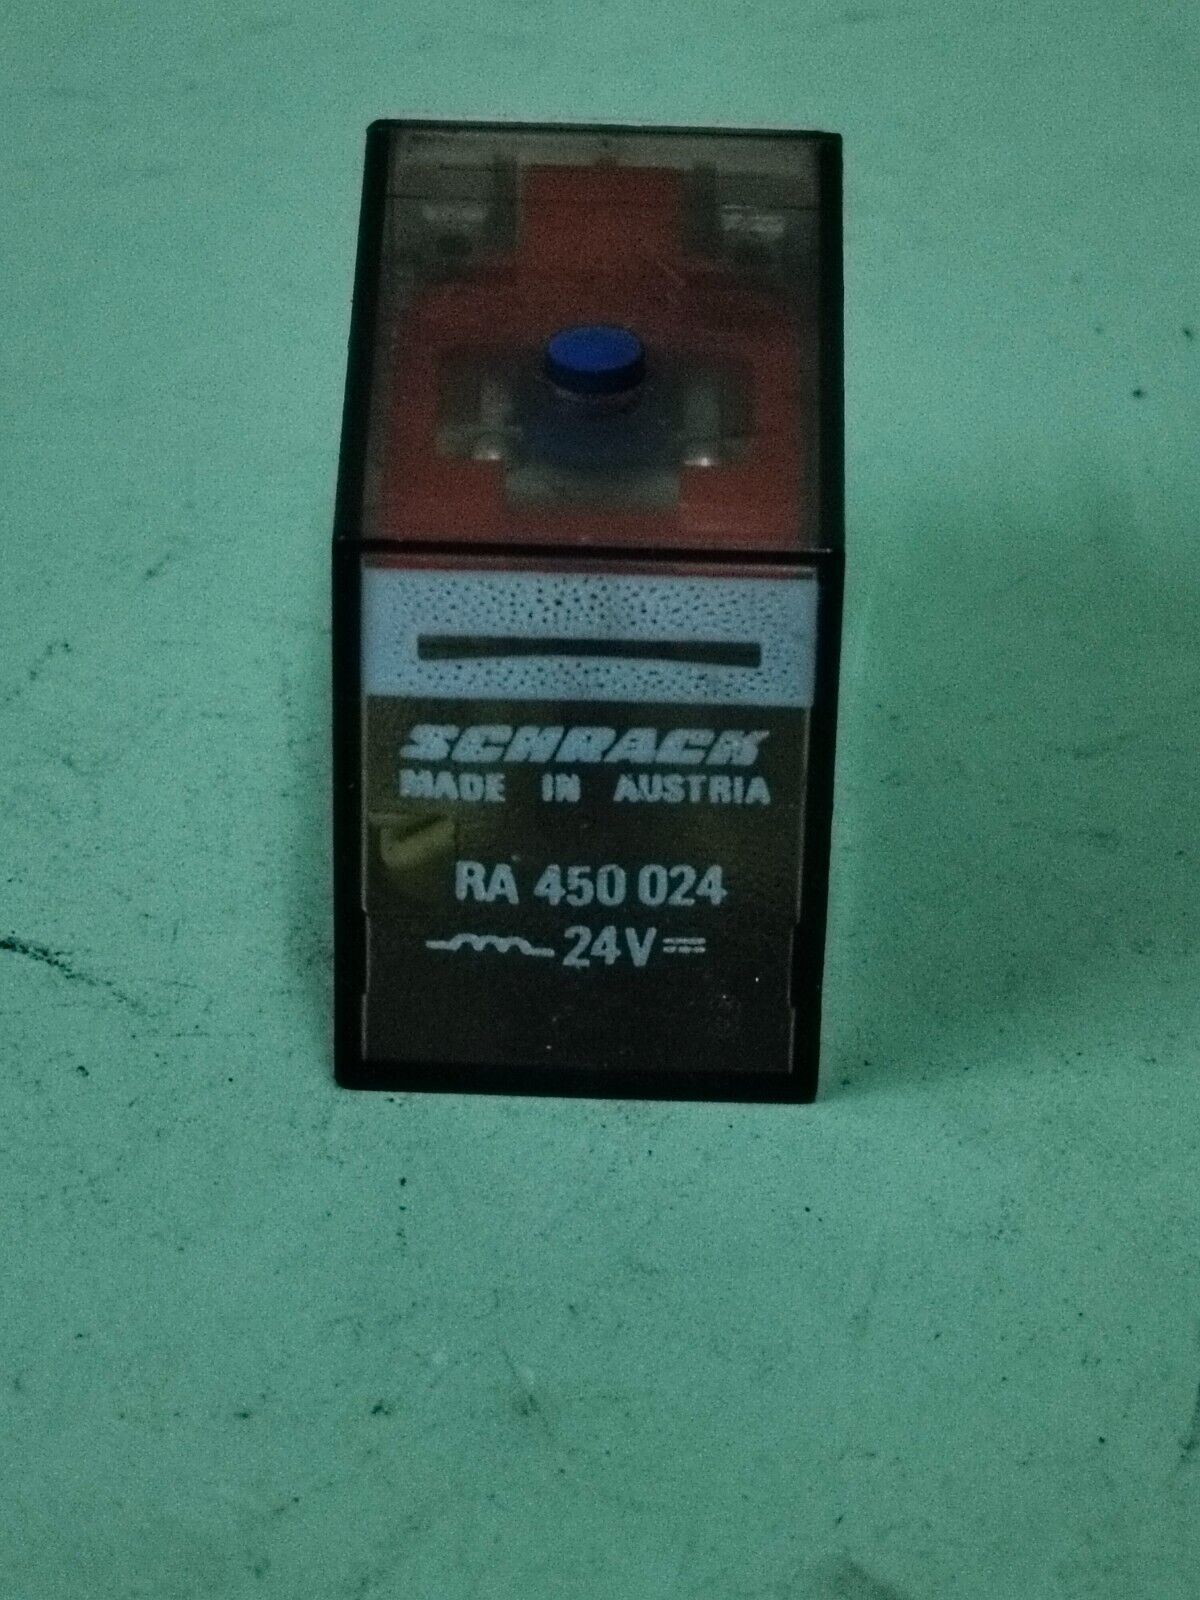 SCHRACK
MADE IN AUSTRIA
RA 450 024
24V